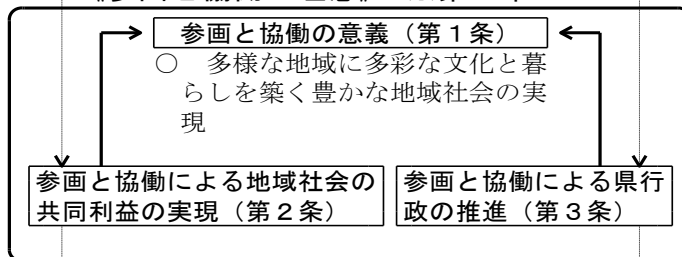 参画と協働の意義（第１条）
○　多様な地域に多彩な文化と暮
らしを築く豊かな地域社会の実
現
参画と協働による地域社会の
共同利益の実現（第２条）
参画と協働による県行
政の推進（第３条）